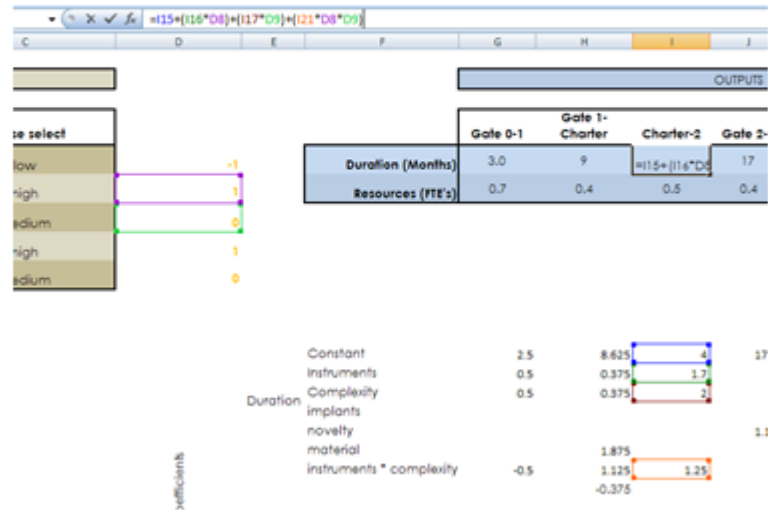 =I15+(I16*D8)+(I17*D9)+(I21*D8*D9)
C D E F G H I J
OUTPUTS
se select
Gate 0-1 Gate 1-Charter Charter-2 Gate 2-
low -1 Duration (Months) 3.0 9 =I15+(I16*D8 17
high 1 Resources (FTE's) 0.7 0.4 0.5 0.4
edium 0
high 1
edium 0
Constant 2.5 8.625 4 17
Instruments 0.5 0.375 1.7
Duration Complexity 0.5 0.375 2
implants
novelty 1.1
material 1.875
instruments * complexity -0.5 1.125 1.25
-0.375
oefficients